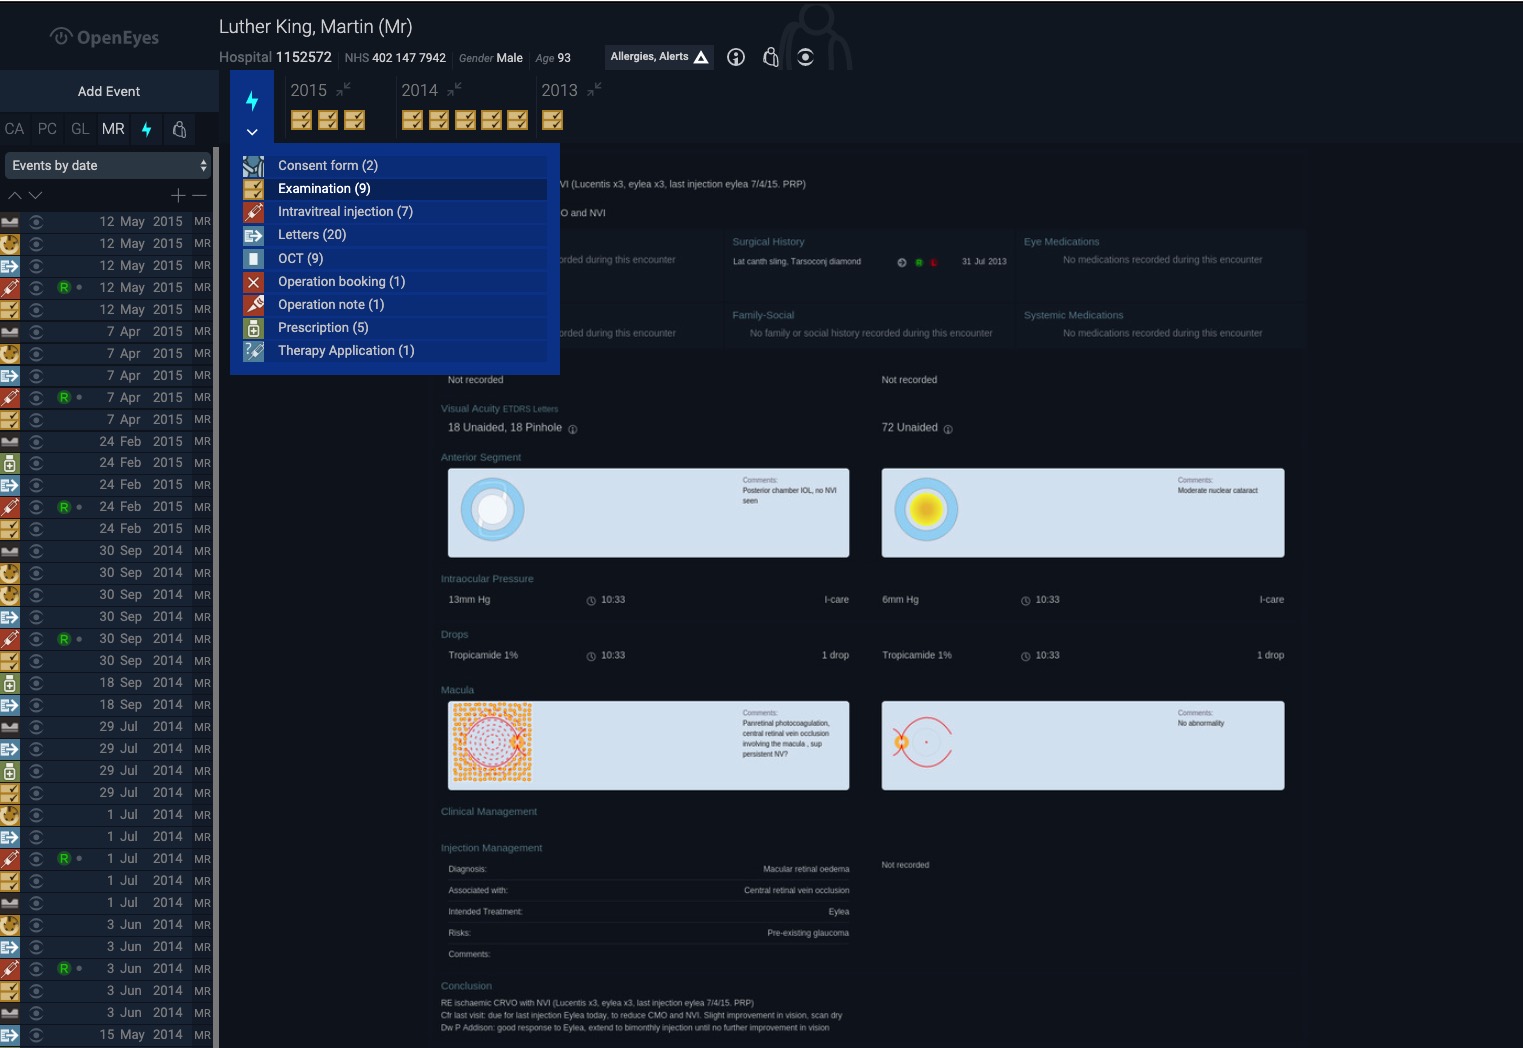 OpenEyes
Luther King, Martin (Mr)
Hospital 1152572 NHS 402 147 7942 Gender Male Age 93 Allergies, Alerts
Add Event
2015 2014 2013
CA PC GL MR
Events by date
Consent form (2)
Examination (9)
Intravitreal injection (7)
Letters (20)
OCT (9)
Operation booking (1)
Operation note (1)
Prescription (5)
Therapy Application (1)
12 May 2015 MR
12 May 2015 MR
12 May 2015 MR
R 12 May 2015 MR
12 May 2015 MR
7 Apr 2015 MR
7 Apr 2015 MR
7 Apr 2015 MR
R 7 Apr 2015 MR
7 Apr 2015 MR
24 Feb 2015 MR
24 Feb 2015 MR
24 Feb 2015 MR
R 24 Feb 2015 MR
24 Feb 2015 MR
30 Sep 2014 MR
30 Sep 2014 MR
30 Sep 2014 MR
30 Sep 2014 MR
R 30 Sep 2014 MR
30 Sep 2014 MR
18 Sep 2014 MR
18 Sep 2014 MR
29 Jul 2014 MR
29 Jul 2014 MR
29 Jul 2014 MR
29 Jul 2014 MR
1 Jul 2014 MR
1 Jul 2014 MR
R 1 Jul 2014 MR
1 Jul 2014 MR
1 Jul 2014 MR
3 Jun 2014 MR
3 Jun 2014 MR
R 3 Jun 2014 MR
3 Jun 2014 MR
3 Jun 2014 MR
15 May 2014 MR
VI (Lucentis x3, eylea x3, last injection eylea 7/4/15. PRP)
O and NVI
Surgical History Eye Medications
orded during this encounter Lat canth sling, Tarsoconj diamond R L 31 Jul 2013 No medications recorded during this encounter
Family-Social Systemic Medications
orded during this encounter No family or social history recorded during this encounter No medications recorded during this encounter
Not recorded Not recorded
Visual Acuity ETDRS Letters
18 Unaided, 18 Pinhole 72 Unaided
Anterior Segment
Comments:
Posterior chamber IOL, no NVI
seen
Comments:
Moderate nuclear cataract
Intraocular Pressure
13mm Hg 10:33 I-care 6mm Hg 10:33 I-care
Drops
Tropicamide 1% 10:33 1 drop Tropicamide 1% 10:33 1 drop
Macula
Comments:
Panretinal photocoagulation,
central retinal vein occlusion
involving the macula , sup
persistent NV?
Comments:
No abnormality
Clinical Management
Injection Management
Not recorded
Diagnosis: Macular retinal oedema
Associated with: Central retinal vein occlusion
Intended Treatment: Eylea
Risks: Pre-existing glaucoma
Comments:
Conclusion
RE ischaemic CRVO with NVI (Lucentis x3, eylea x3, last injection eylea 7/4/15. PRP)
Cfr last visit: due for last injection Eylea today, to reduce CMO and NVI. Slight improvement in vision, scan dry
Dw P Addison: good response to Eylea, extend to bimonthly injection until no further improvement in vision